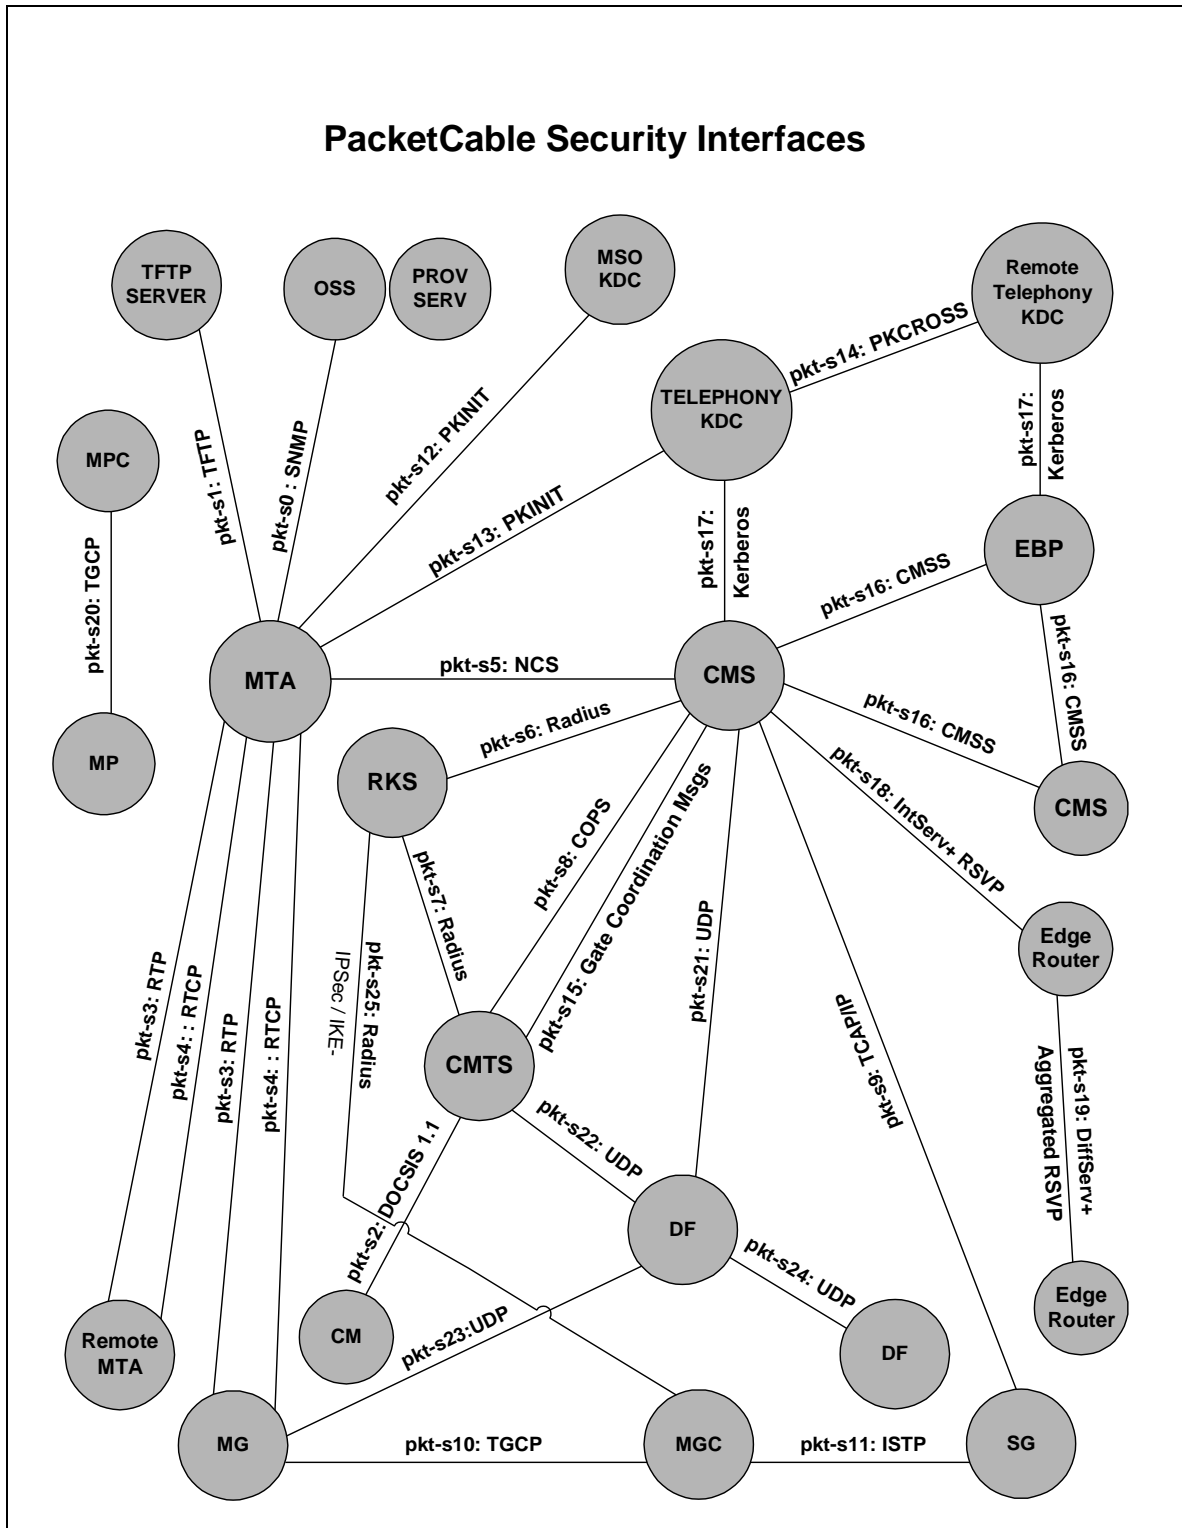 PacketCable Security Interfaces
TFTP
SERVER
OSS
PROV
SERV
MSO
KDC
Remote
Telephony
KDC
pkt-s14: PKCROSS
TELEPHONY
KDC
MPC
pkt-s1: TFTP
pkt-s0 : SNMP
pkt-s12: PKINIT
pkt-s17:
Kerberos
pkt-s13: PKINIT
pkt-s17:
Kerberos
EBP
pkt-s16: CMSS
pkt-s20: TGCP
MTA
pkt-s5: NCS
CMS
pkt-s16: CMSS
pkt-s16: CMSS
MP
RKS
pkt-s6: Radius
CMS
pkt-s18: IntServ+ RSVP
pkt-s8: COPS
pkt-s15: Gate Coordination Msgs
pkt-s7: Radius
pkt-s25: Radius
IPSec / IKE-
pkt-s21: UDP
Edge
Router
pkt-s3: RTP
pkt-s4: : RTCP
pkt-s3: RTP
pkt-s4: : RTCP
CMTS
pkt-s9: TCAP/IP
pkt-s19: DiffServ+
Aggregated RSVP
pkt-s22: UDP
pkt-s2: DOCSIS 1.1
DF
pkt-s24: UDP
Edge
Router
Remote
MTA
CM
pkt-s23:UDP
DF
MG
pkt-s10: TGCP
MGC
pkt-s11: ISTP
SG